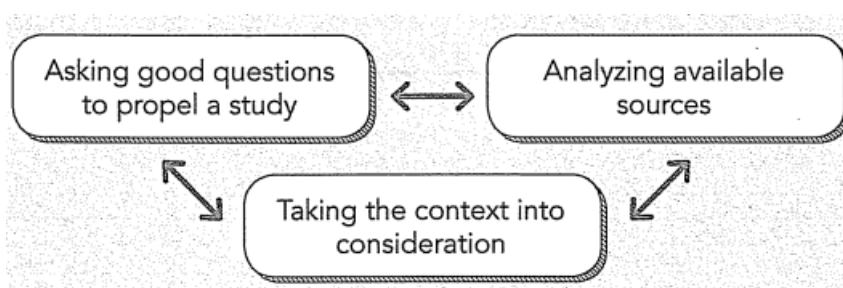 Asking good questions
to propel a study
Analyzing available
sources
Taking the context into
consideration